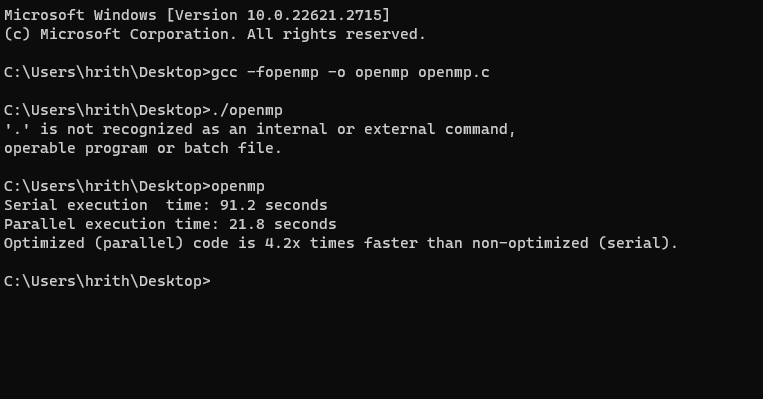 Microsoft Windows [Version 10.0.22621.2715]
(c) Microsoft Corporation. All rights reserved.
C:\Users\hrith\Desktop>gcc -fopenmp -o openmp openmp.c
C:\Users\hrith\Desktop>./openmp
'.' is not recognized as an internal or external command,
operable program or batch file.
C:\Users\hrith\Desktop>openmp
Serial execution  time: 91.2 seconds
Parallel execution time: 21.8 seconds
Optimized (parallel) code is 4.2x times faster than non-optimized (serial).
C:\Users\hrith\Desktop>